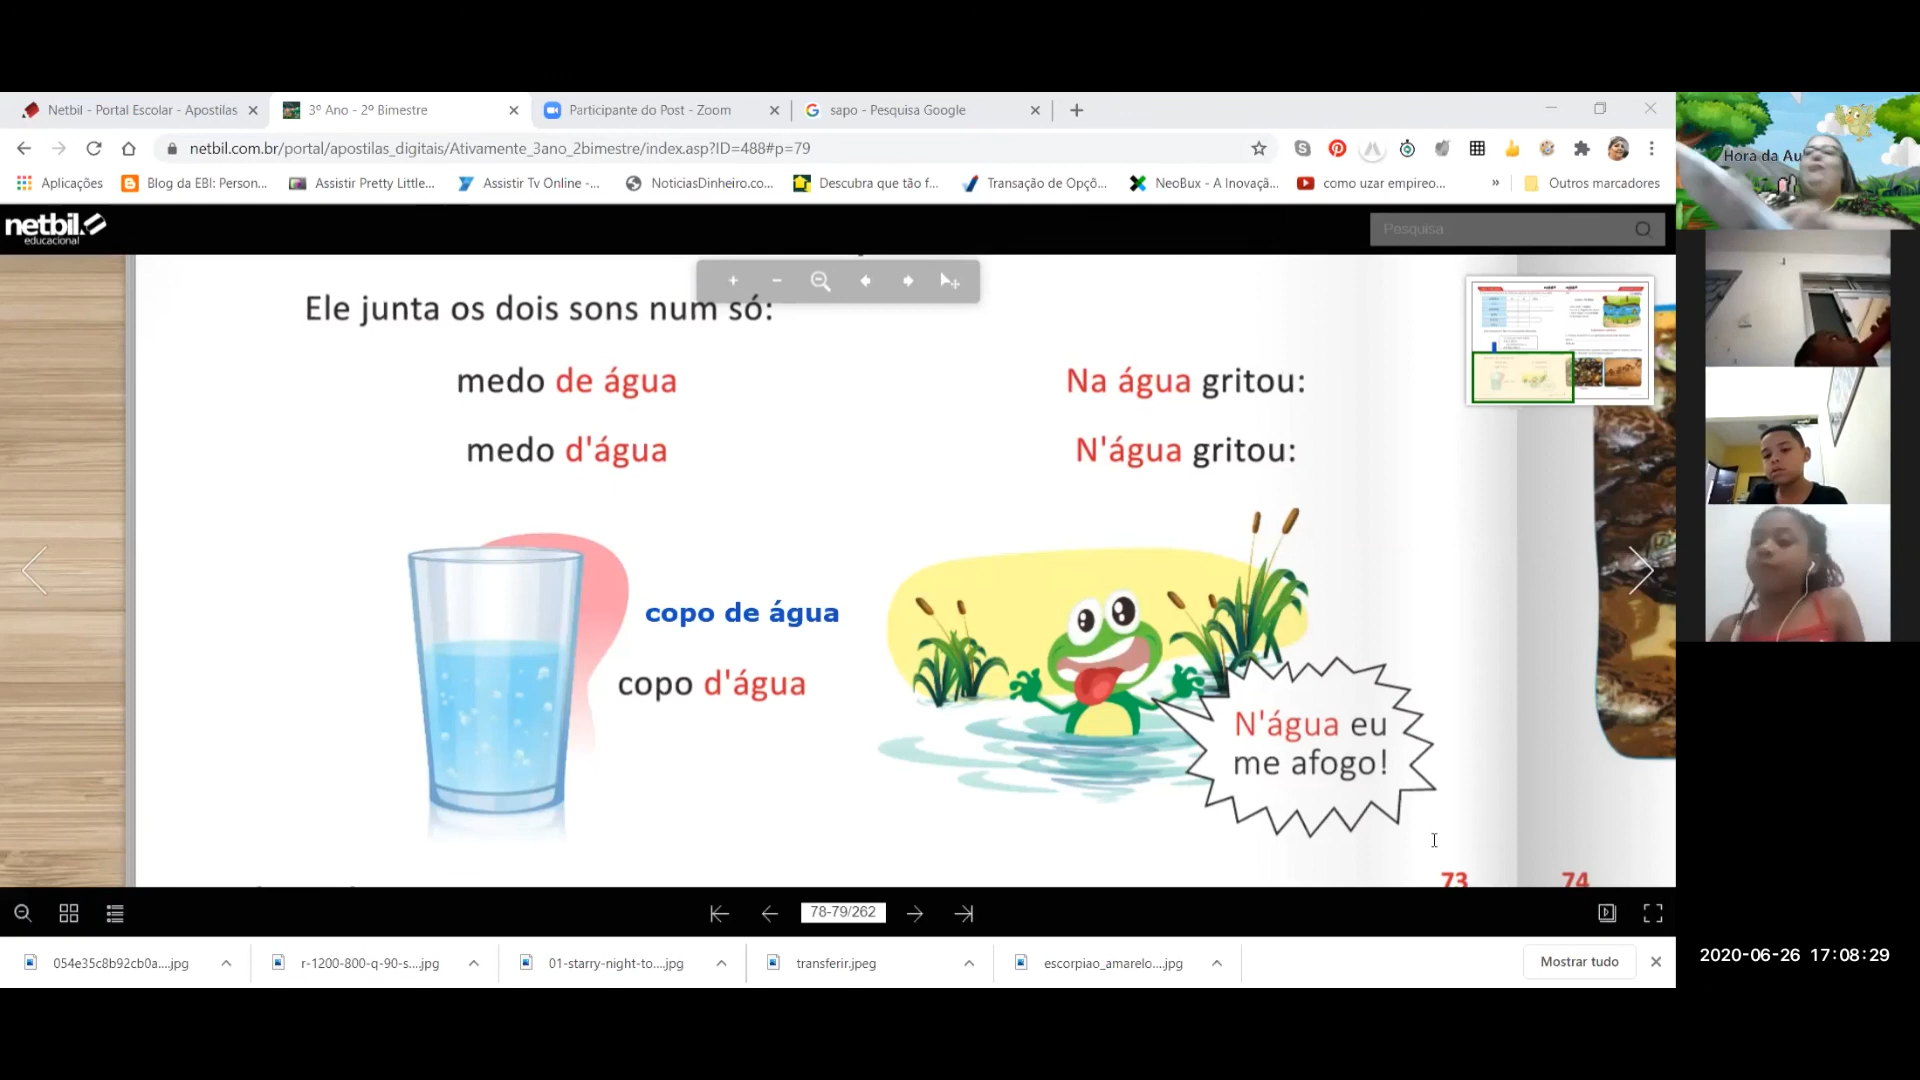 Netbil - Portal Escolar - Apostilas
3º Ano - 2º Bimestre
Participante do Post - Zoom
sapo - Pesquisa Google
netbil.com.br/portal/apostilas_digitais/Ativamente_3ano_2bimestre/index.asp?ID=488#p=79
Aplicações
Blog da EBI: Person...
Assistir Pretty Little...
Assistir Tv Online -...
NoticiasDinheiro.co...
Descubra que tão f...
Transação de Opçõ...
NeoBux - A Inovaçã...
como uzar empireo...
»
Outros marcadores
Hora da Au
netbil
educacional
Pesquisa
Ele junta os dois sons num só:
medo de água
Na água gritou:
medo d'água
N'água gritou:
copo de água
copo d'água
N'água eu
me afogo!
73
74
78-79/262
054e35c8b92cb0a....jpg
r-1200-800-q-90-s....jpg
01-starry-night-to....jpg
transferir.jpeg
escorpiao_amarelo....jpg
Mostrar tudo
2020-06-26 17:08:29